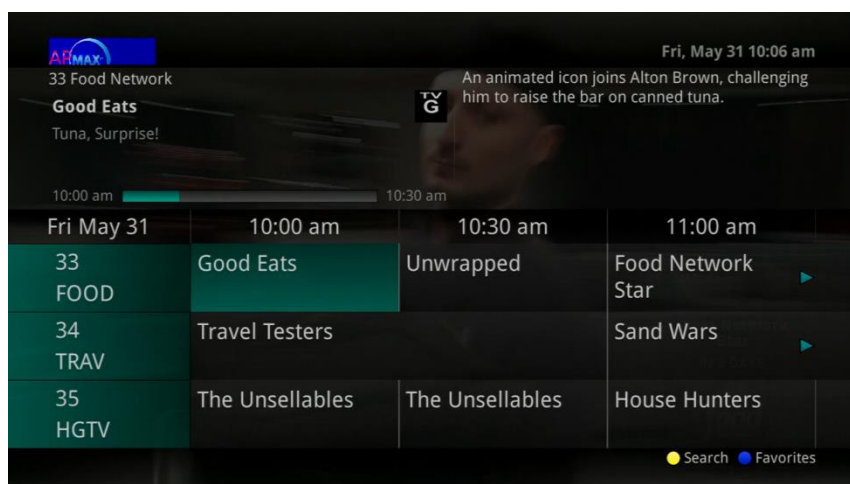 APMAX
Fri, May 31 10:06 am
33 Food Network
Good Eats
Tuna, Surprise!
TV G
An animated icon joins Alton Brown, challenging
him to raise the bar on canned tuna.
10:00 am 10:30 am
Fri May 31 10:00 am 10:30 am 11:00 am
33
FOOD
Good Eats
Unwrapped
Food Network
Star
34
TRAV
Travel Testers
Sand Wars
35
HGTV
The Unsellables
The Unsellables
House Hunters
Search Favorites